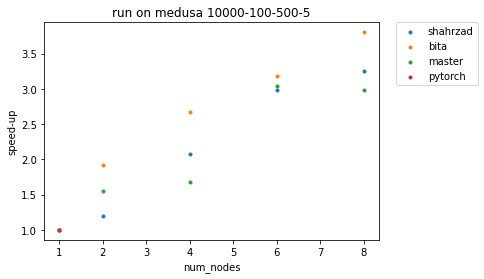 run on medusa 10000-100-500-5
shahrzad
bita
master
pytorch
speed-up
3.5
3.0
2.5
2.0
1.5
1.0
1 2 3 4 5 6 7 8
num_nodes